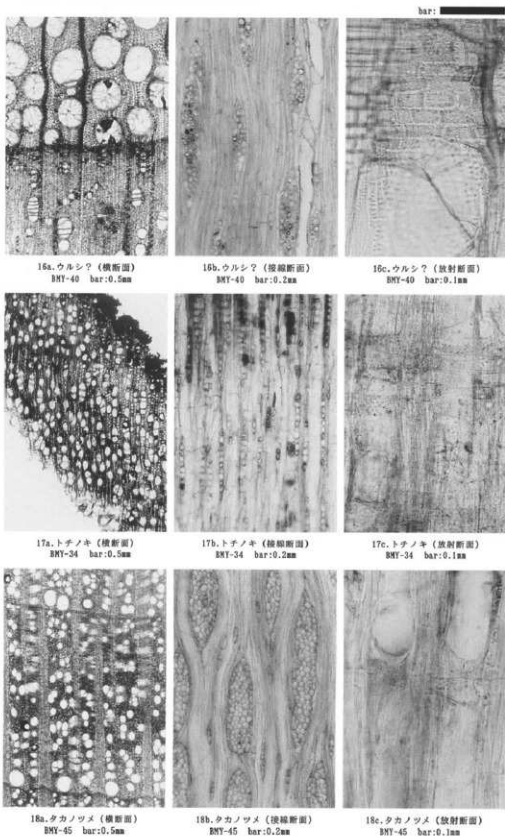 bar:
16a.ウルシ? (横断面)
BMY-40 bar:0.5mm
16b.ウルシ? (接線断面)
BMY-40 bar:0.2mm
16c.ウルシ? (放射断面)
BMY-40 bar:0.1mm
17a.トチノキ (横断面)
BMY-34 bar:0.5mm
17b.トチノキ (接線断面)
BMY-34 bar:0.2mm
17c.トチノキ (放射断面)
BMY-34 bar:0.1mm
18a.タカノツメ (横断面)
BMY-45 bar:0.5mm
18b.タカノツメ (接線断面)
BMY-45 bar:0.2mm
18c.タカノツメ (放射断面)
BMY-45 bar:0.1mm